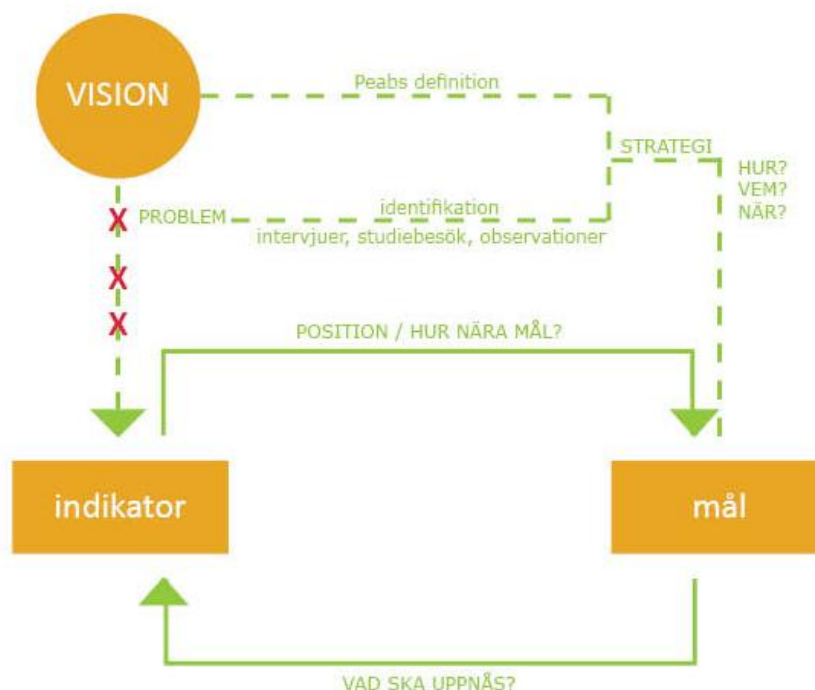 VISION
Peabs definition
STRATEGI
HUR?
VEM?
NÄR?
X
PROBLEM
identifikation
intervjuer, studiebesök, observationer
X
X
POSITION / HUR NÄRA MÅL?
indikator
mål
VAD SKA UPPNÅS?